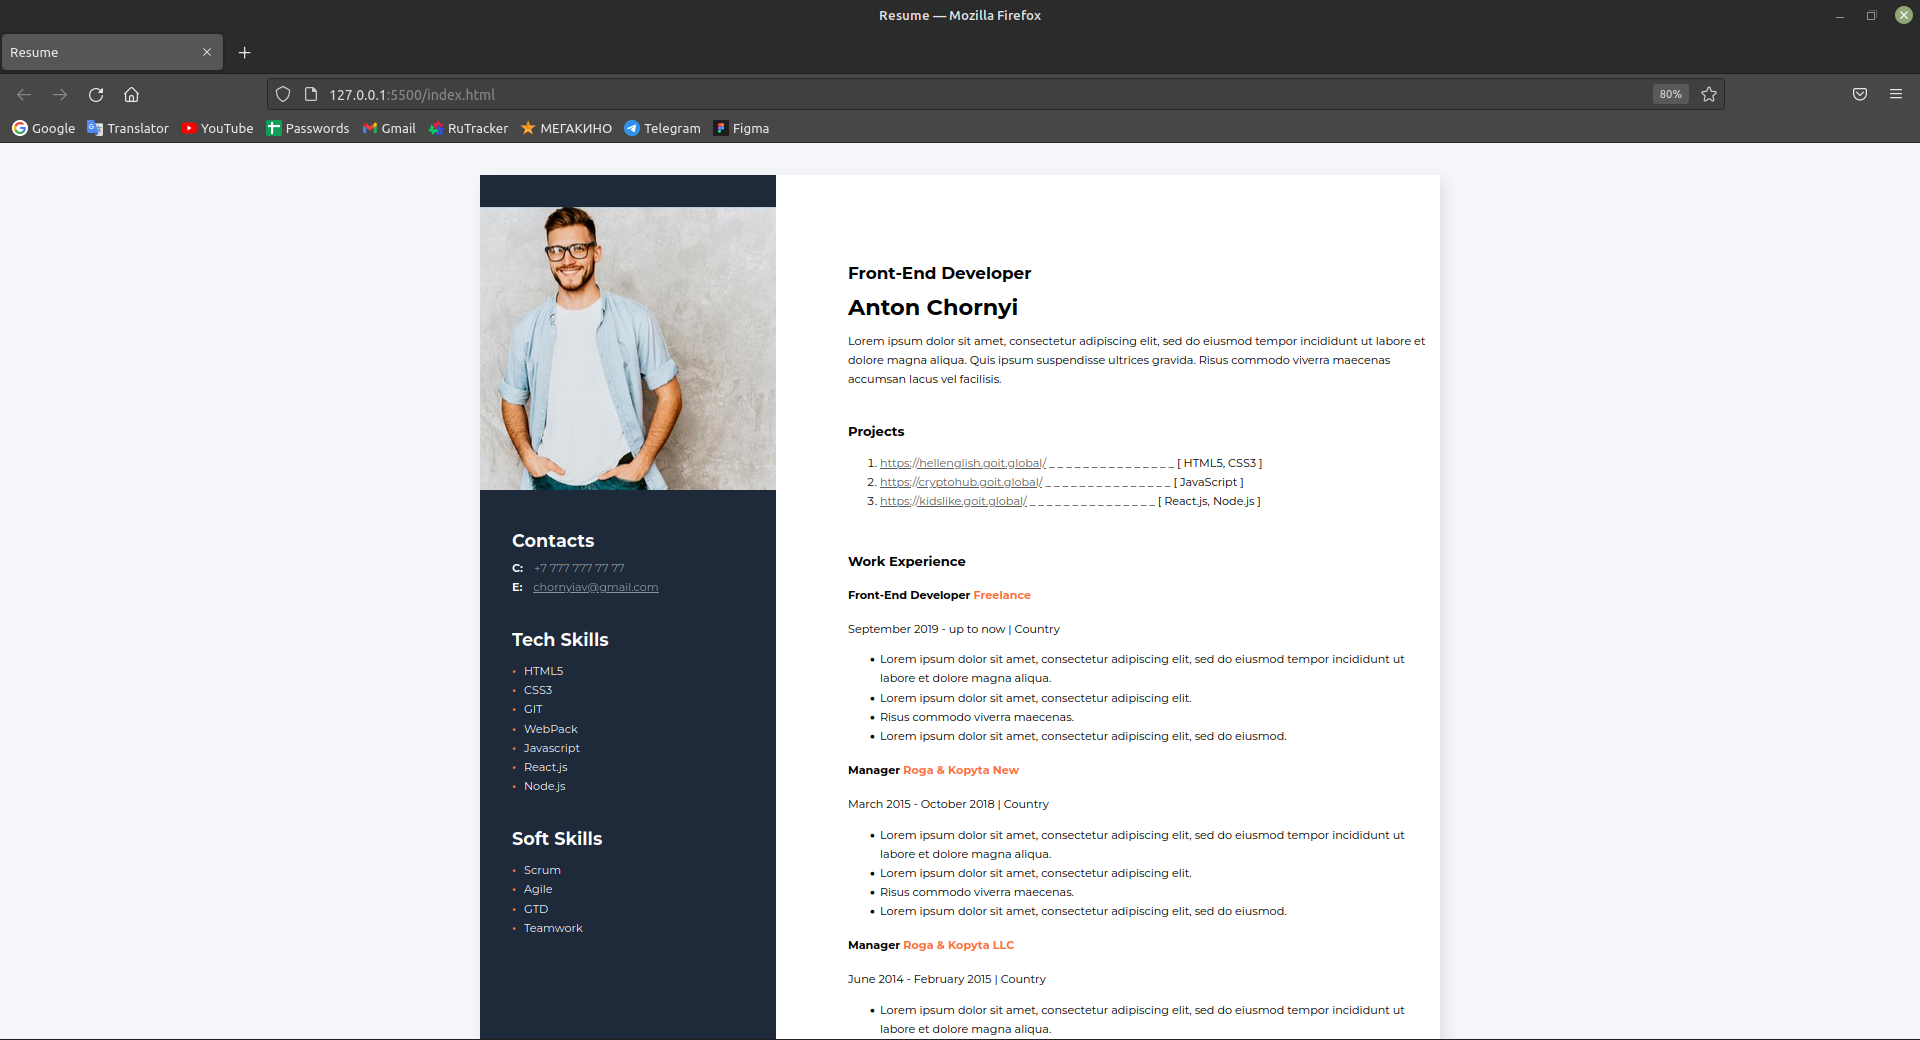 Resume — Mozilla Firefox
Resume
127.0.0.1:5500/index.html
80%
Google Translator YouTube Passwords Gmail RuTracker МЕГАКИНО Telegram Figma
Contacts
C: +7 777 777 77 77
E: chornyiav@gmail.com
Tech Skills
• HTML5
• CSS3
• GIT
• WebPack
• Javascript
• React.js
• Node.js
Soft Skills
• Scrum
• Agile
• GTD
• Teamwork
Front-End Developer
Anton Chornyi
Lorem ipsum dolor sit amet, consectetur adipiscing elit, sed do eiusmod tempor incididunt ut labore et
dolore magna aliqua. Quis ipsum suspendisse ultrices gravida. Risus commodo viverra maecenas
accumsan lacus vel facilisis.
Projects
1. https://hellenglish.goit.global/ _ _ _ _ _ _ _ _ _ _ _ _ _ _ _ [ HTML5, CSS3 ]
2. https://cryptohub.goit.global/ _ _ _ _ _ _ _ _ _ _ _ _ _ _ _ [ JavaScript ]
3. https://kidslike.goit.global/ _ _ _ _ _ _ _ _ _ _ _ _ _ _ _ [ React.js, Node.js ]
Work Experience
Front-End Developer Freelance
September 2019 - up to now | Country
• Lorem ipsum dolor sit amet, consectetur adipiscing elit, sed do eiusmod tempor incididunt ut
labore et dolore magna aliqua.
• Lorem ipsum dolor sit amet, consectetur adipiscing elit.
• Risus commodo viverra maecenas.
• Lorem ipsum dolor sit amet, consectetur adipiscing elit, sed do eiusmod.
Manager Roga & Kopyta New
March 2015 - October 2018 | Country
• Lorem ipsum dolor sit amet, consectetur adipiscing elit, sed do eiusmod tempor incididunt ut
labore et dolore magna aliqua.
• Lorem ipsum dolor sit amet, consectetur adipiscing elit.
• Risus commodo viverra maecenas.
• Lorem ipsum dolor sit amet, consectetur adipiscing elit, sed do eiusmod.
Manager Roga & Kopyta LLC
June 2014 - February 2015 | Country
• Lorem ipsum dolor sit amet, consectetur adipiscing elit, sed do eiusmod tempor incididunt ut
labore et dolore magna aliqua.